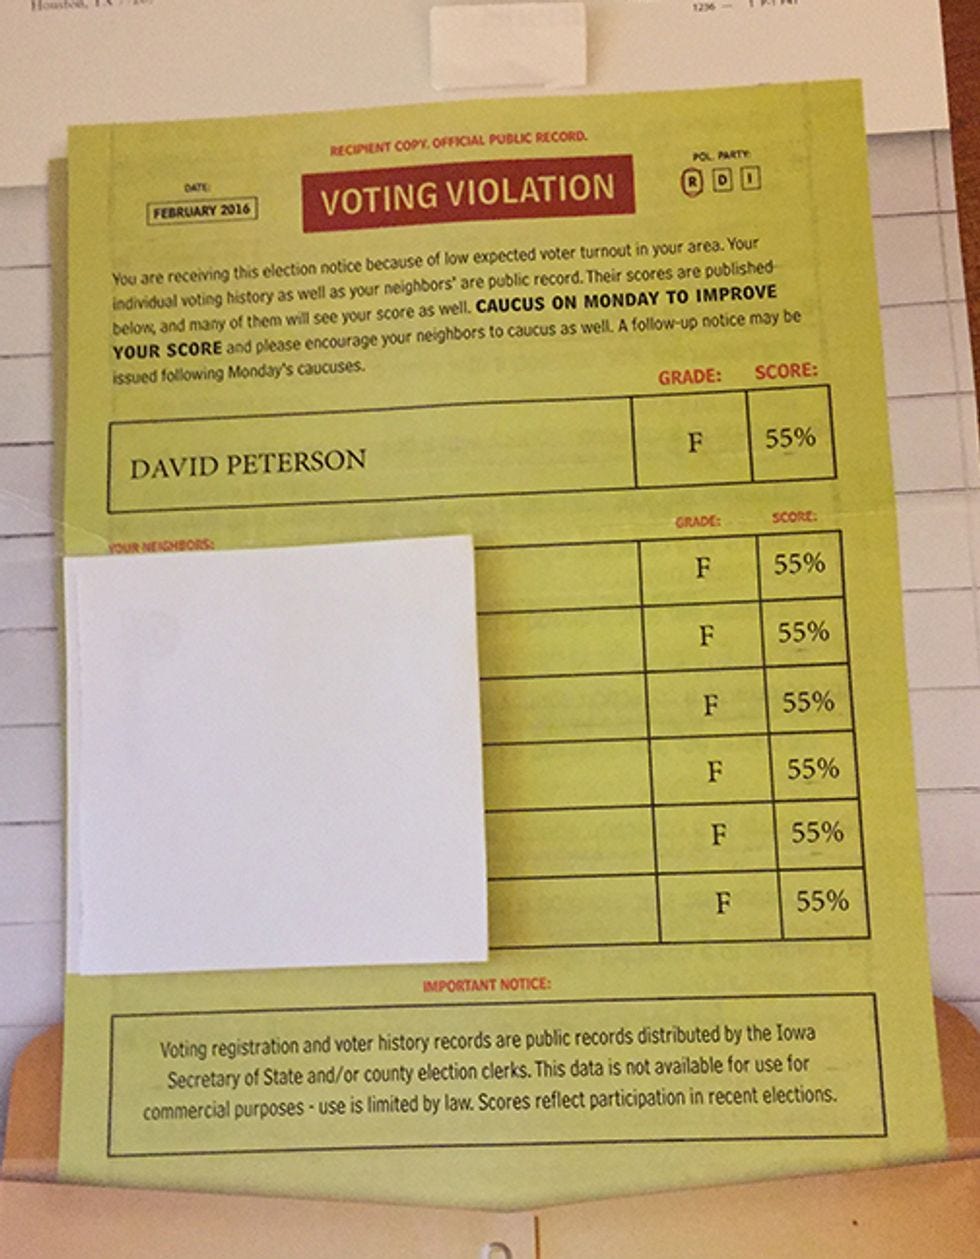 Houston, TX
1236 —
RECIPIENT COPY. OFFICIAL PUBLIC RECORD.
DATE:
FEBRUARY 2016
VOTING VIOLATION
POL. PARTY:
R D I
You are receiving this election notice because of low expected voter turnout in your area. Your
individual voting history as well as your neighbors' are public record. Their scores are published
below, and many of them will see your score as well. CAUCUS ON MONDAY TO IMPROVE
YOUR SCORE and please encourage your neighbors to caucus as well. A follow-up notice may be
issued following Monday's caucuses.
GRADE: SCORE:
DAVID PETERSON F 55%
YOUR NEIGHBORS: GRADE: SCORE:
F 55%
F 55%
F 55%
F 55%
F 55%
F 55%
IMPORTANT NOTICE:
Voting registration and voter history records are public records distributed by the Iowa
Secretary of State and/or county election clerks. This data is not available for use for
commercial purposes - use is limited by law. Scores reflect participation in recent elections.